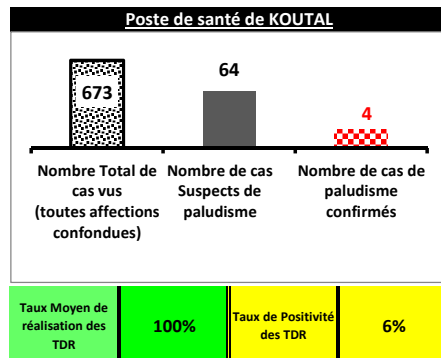 Poste de santé de KOUTAL
673
64
4
Nombre Total de
cas vus
(toutes affections
confondues)
Nombre de cas
Suspects de
paludisme
Nombre de cas de
paludisme
confirmés
Taux Moyen de
réalisation des
TDR
100%
Taux de Positivité
des TDR
6%